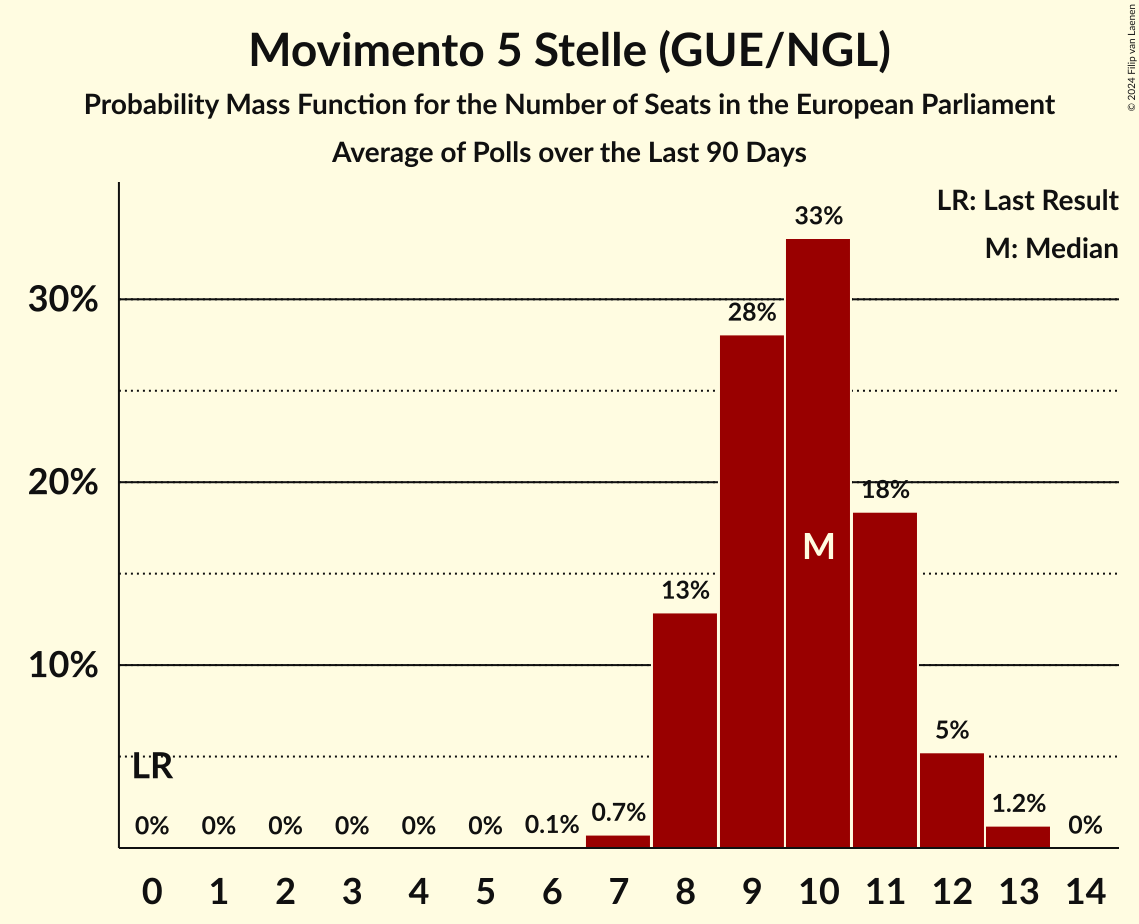 Movimento 5 Stelle (GUE/NGL)
Probability Mass Function for the Number of Seats in the European Parliament
Average of Polls over the Last 90 Days
© 2024 Filip van Laenen
LR: Last Result
M: Median
30%
20%
10%
LR
0%
0%
0%
0%
0%
0%
0.1%
0.7%
13%
28%
33%
M
18%
5%
1.2%
0%
0 1 2 3 4 5 6 7 8 9 10 11 12 13 14